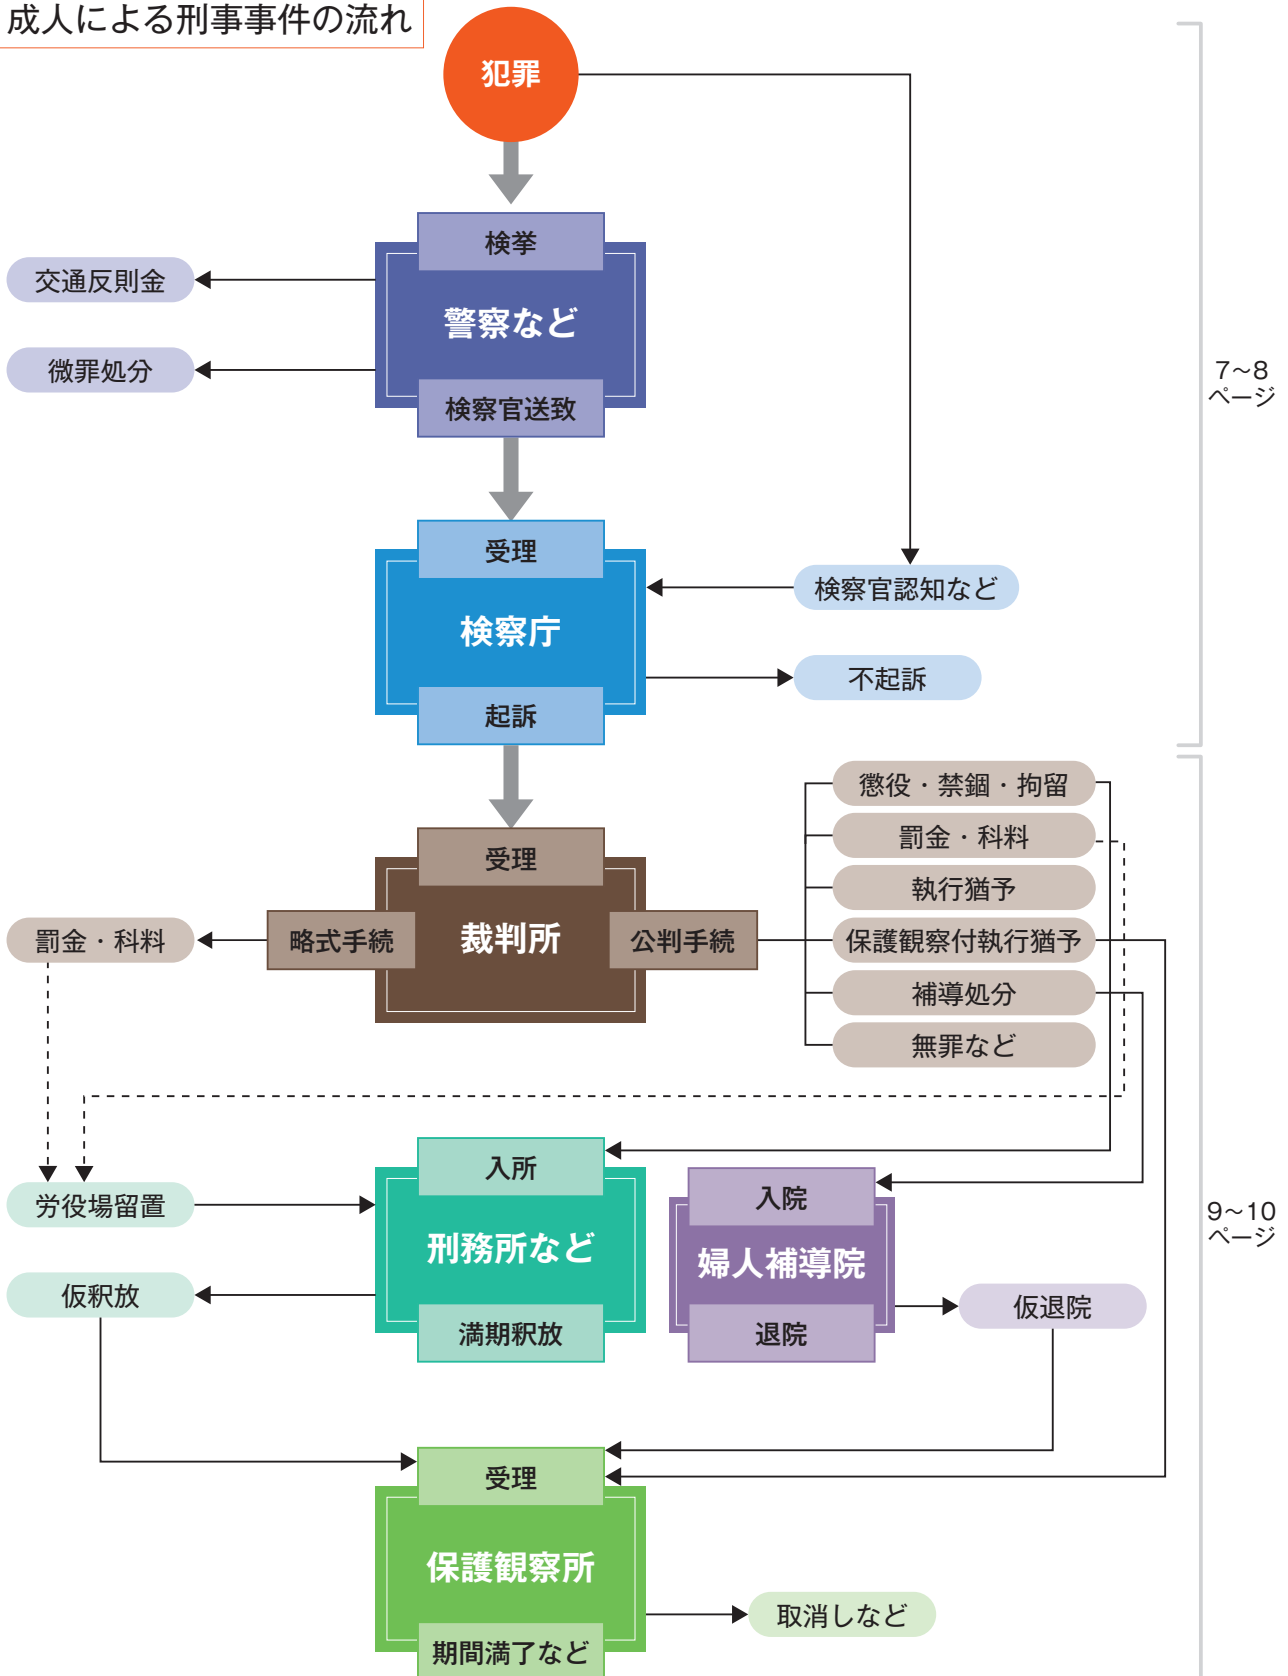 成人による刑事事件の流れ
犯罪
検挙
警察など
検察官送致
交通反則金
微罪処分
7〜8
ページ
受理
検察庁
起訴
検察官認知など
不起訴
受理
裁判所
略式手続
公判手続
罰金・科料
懲役・禁錮・拘留
罰金・科料
執行猶予
保護観察付執行猶予
補導処分
無罪など
労役場留置
仮釈放
入所
刑務所など
満期釈放
入院
婦人補導院
退院
仮退院
9〜10
ページ
受理
保護観察所
期間満了など
取消しなど